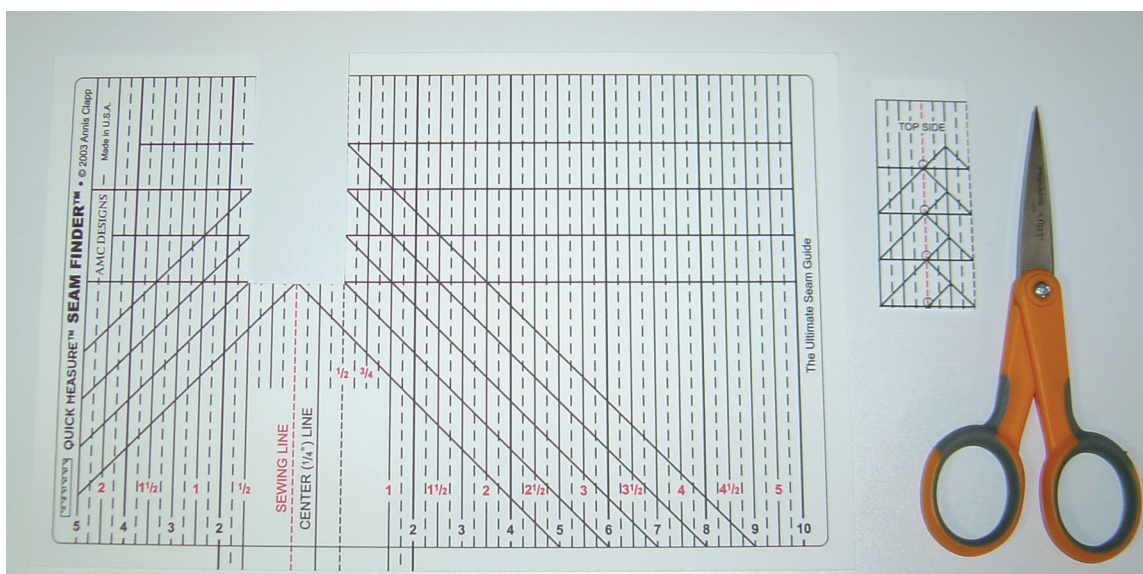 QUICK MEASURE™ SEAM FINDER™ • © 2003 Annis Clapp
AMC DESIGNS
Made in U.S.A.
TOP SIDE
The Ultimate Seam Guide
1/2 3/4
SEWING LINE
CENTER (1/4") LINE
2 1 1/2 1 1/2 1 1 1/2 2 2 1/2 3 3 1/2 4 4 1/2 5
5 4 3 2 2 3 4 5 6 7 8 9 10